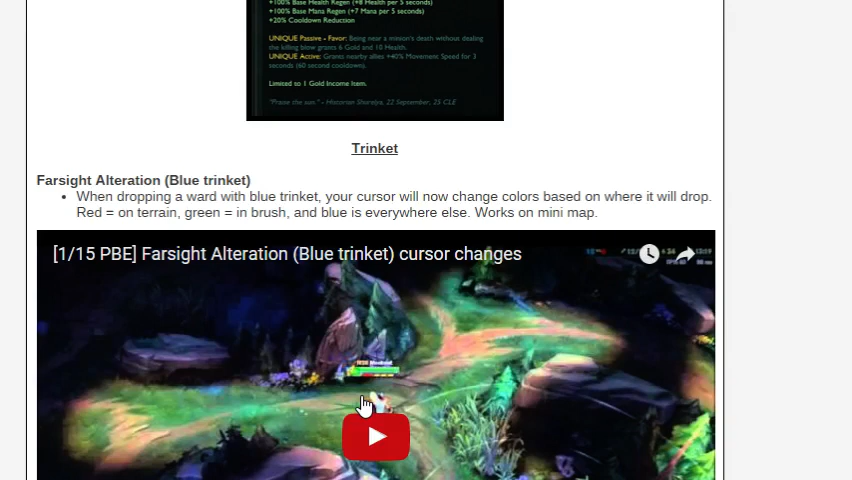 +100% Base Health Regen (+8 Health per 5 seconds)
+100% Base Mana Regen (+7 Mana per 5 seconds)
+20% Cooldown Reduction
UNIQUE Passive - Favor: Being near a minion's death without dealing
the killing blow grants 6 Gold and 10 Health.
UNIQUE Active: Grants nearby allies +40% Movement Speed for 3
seconds (60 second cooldown).
Limited to 1 Gold Income Item.
"Praise the sun." - Historian Shurelya, 22 September, 25 CLE
Trinket
Farsight Alteration (Blue trinket)
• When dropping a ward with blue trinket, your cursor will now change colors based on where it will drop.
Red = on terrain, green = in brush, and blue is everywhere else. Works on mini map.
[1/15 PBE] Farsight Alteration (Blue trinket) cursor changes